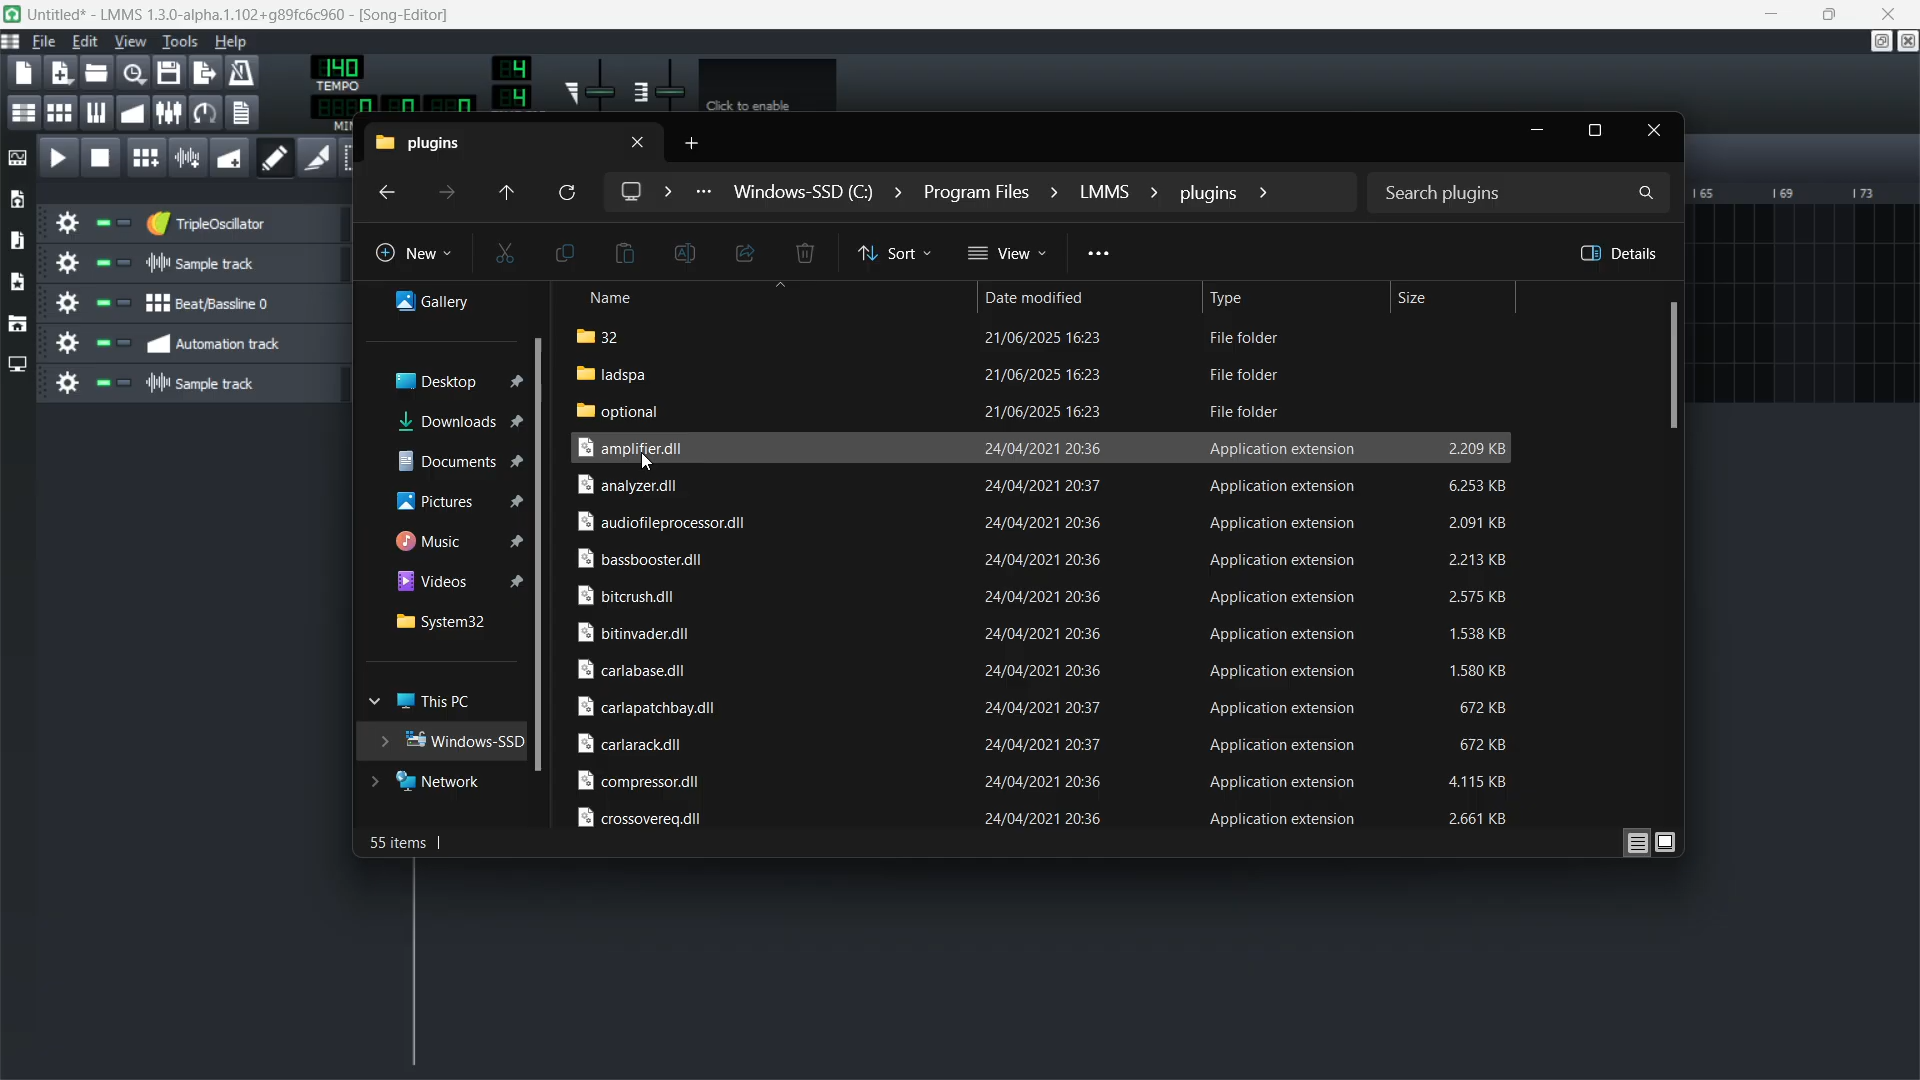 Untitled* - LMMS 1.3.0-alpha.1.102+g89fc6c960 - [Song-Editor]
File Edit View Tools Help
140 4
TEMPO
4
Click to enable
0 0 0
MI
plugins
Windows-SSD (C:) > Program Files > LMMS > plugins >
Search plugins
165 169 173
TripleOscillator
New Sort View ••• Details
Sample track
Beat/Bassline 0
Automation track
Sample track
Gallery
Desktop
Downloads
Documents
Pictures
Music
Videos
System32
This PC
Windows-SSD
Network
Name Date modified Type Size
32 21/06/2025 16:23 File folder
ladspa 21/06/2025 16:23 File folder
optional 21/06/2025 16:23 File folder
amplifier.dll 24/04/2021 20:36 Application extension 2.209 KB
analyzer.dll 24/04/2021 20:37 Application extension 6.253 KB
audiofileprocessor.dll 24/04/2021 20:36 Application extension 2.091 KB
bassbooster.dll 24/04/2021 20:36 Application extension 2.213 KB
bitcrush.dll 24/04/2021 20:36 Application extension 2.575 KB
bitinvader.dll 24/04/2021 20:36 Application extension 1.538 KB
carlabase.dll 24/04/2021 20:36 Application extension 1.580 KB
carlapatchbay.dll 24/04/2021 20:37 Application extension 672 KB
carlarack.dll 24/04/2021 20:37 Application extension 672 KB
compressor.dll 24/04/2021 20:36 Application extension 4.115 KB
crossovereq.dll 24/04/2021 20:36 Application extension 2.661 KB
55 items